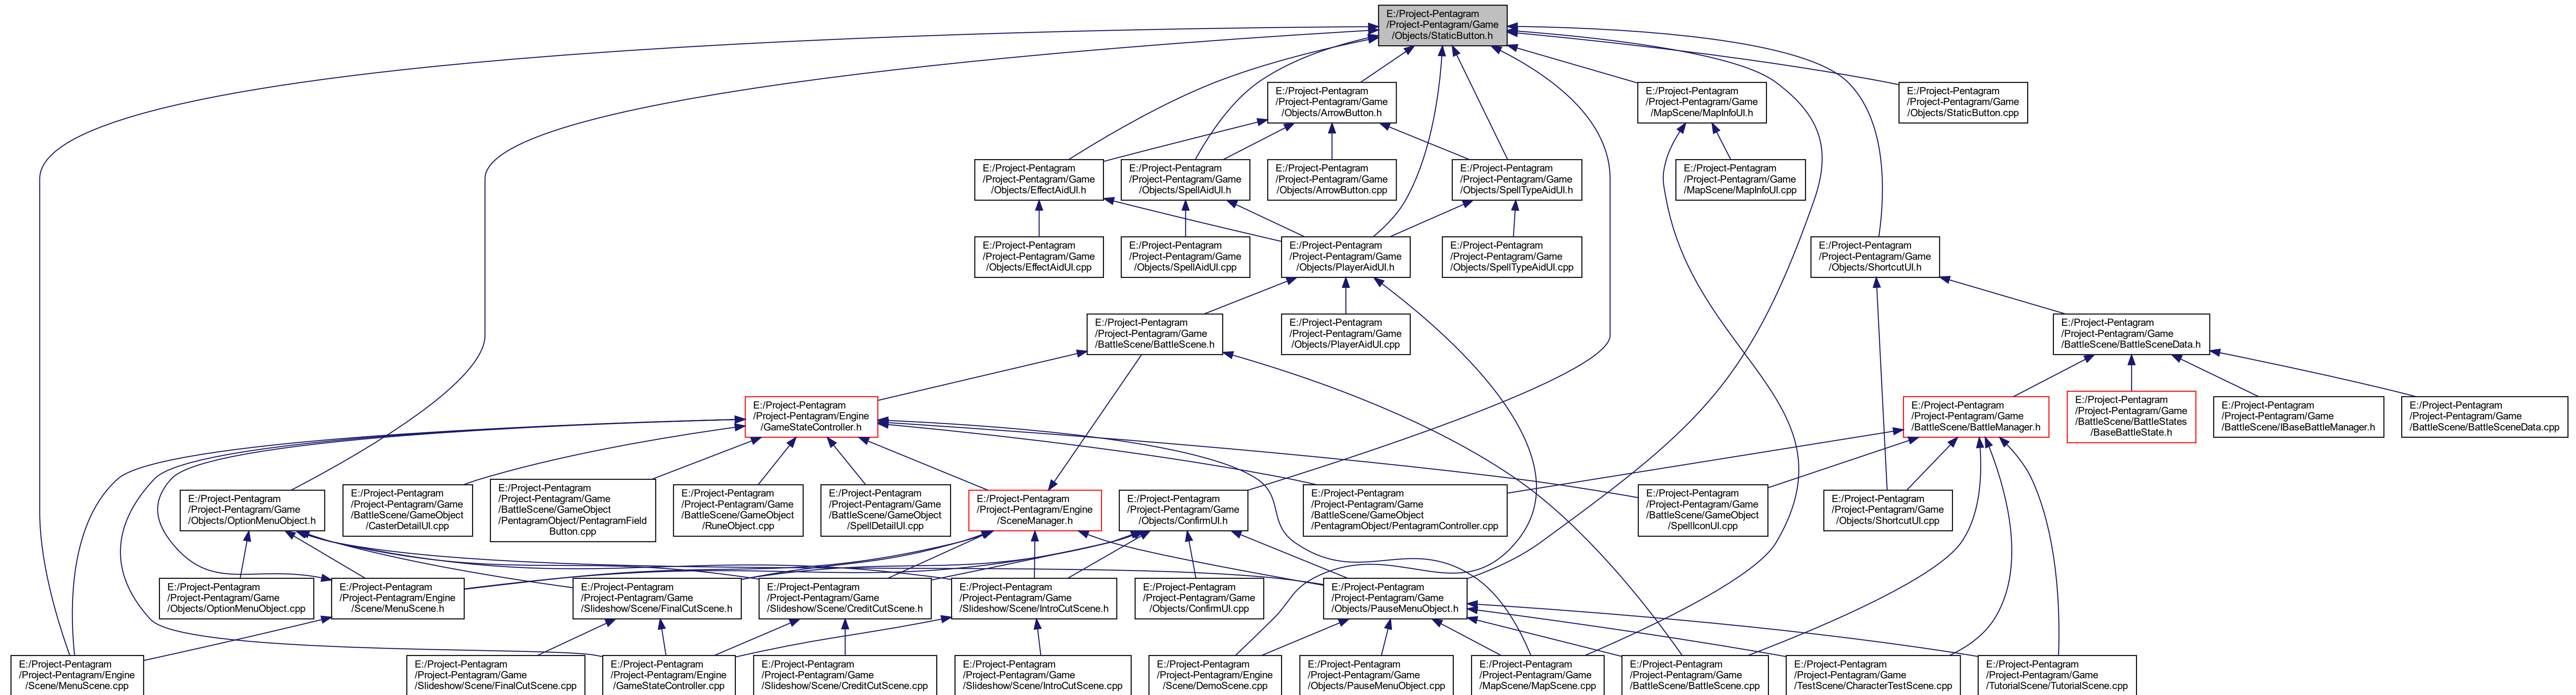 E:/Project-Pentagram
/Project-Pentagram/Game
/Objects/StaticButton.h
E:/Project-Pentagram
/Project-Pentagram/Game
/Objects/ArrowButton.h
E:/Project-Pentagram
/Project-Pentagram/Game
/MapScene/MapInfoUI.h
E:/Project-Pentagram
/Project-Pentagram/Game
/Objects/StaticButton.cpp
E:/Project-Pentagram
/Project-Pentagram/Game
/Objects/EffectAidUI.h
E:/Project-Pentagram
/Project-Pentagram/Game
/Objects/SpellAidUI.h
E:/Project-Pentagram
/Project-Pentagram/Game
/Objects/ArrowButton.cpp
E:/Project-Pentagram
/Project-Pentagram/Game
/Objects/SpellTypeAidUI.h
E:/Project-Pentagram
/Project-Pentagram/Game
/MapScene/MapInfoUI.cpp
E:/Project-Pentagram
/Project-Pentagram/Game
/Objects/EffectAidUI.cpp
E:/Project-Pentagram
/Project-Pentagram/Game
/Objects/SpellAidUI.cpp
E:/Project-Pentagram
/Project-Pentagram/Game
/Objects/PlayerAidUI.h
E:/Project-Pentagram
/Project-Pentagram/Game
/Objects/SpellTypeAidUI.cpp
E:/Project-Pentagram
/Project-Pentagram/Game
/Objects/ShortcutUI.h
E:/Project-Pentagram
/Project-Pentagram/Game
/BattleScene/BattleScene.h
E:/Project-Pentagram
/Project-Pentagram/Game
/Objects/PlayerAidUI.cpp
E:/Project-Pentagram
/Project-Pentagram/Game
/BattleScene/BattleSceneData.h
E:/Project-Pentagram
/Project-Pentagram/Engine
/GameStateController.h
E:/Project-Pentagram
/Project-Pentagram/Game
/BattleScene/BattleManager.h
E:/Project-Pentagram
/Project-Pentagram/Game
/BattleScene/BattleStates
/BaseBattleState.h
E:/Project-Pentagram
/Project-Pentagram/Game
/BattleScene/IBaseBattleManager.h
E:/Project-Pentagram
/Project-Pentagram/Game
/BattleScene/BattleSceneData.cpp
E:/Project-Pentagram
/Project-Pentagram/Game
/Objects/OptionMenuObject.h
E:/Project-Pentagram
/Project-Pentagram/Game
/BattleScene/GameObject
/CasterDetailUI.cpp
E:/Project-Pentagram
/Project-Pentagram/Game
/BattleScene/GameObject
/PentagramObject/PentagramField
Button.cpp
E:/Project-Pentagram
/Project-Pentagram/Game
/BattleScene/GameObject
/RuneObject.cpp
E:/Project-Pentagram
/Project-Pentagram/Game
/BattleScene/GameObject
/SpellDetailUI.cpp
E:/Project-Pentagram
/Project-Pentagram/Engine
/SceneManager.h
E:/Project-Pentagram
/Project-Pentagram/Game
/Objects/ConfirmUI.h
E:/Project-Pentagram
/Project-Pentagram/Game
/BattleScene/GameObject
/PentagramObject/PentagramController.cpp
E:/Project-Pentagram
/Project-Pentagram/Game
/BattleScene/GameObject
/SpellIconUI.cpp
E:/Project-Pentagram
/Project-Pentagram/Game
/Objects/ShortcutUI.cpp
E:/Project-Pentagram
/Project-Pentagram/Game
/Objects/OptionMenuObject.cpp
E:/Project-Pentagram
/Project-Pentagram/Engine
/Scene/MenuScene.h
E:/Project-Pentagram
/Project-Pentagram/Game
/Slideshow/Scene/FinalCutScene.h
E:/Project-Pentagram
/Project-Pentagram/Game
/Slideshow/Scene/CreditCutScene.h
E:/Project-Pentagram
/Project-Pentagram/Game
/Slideshow/Scene/IntroCutScene.h
E:/Project-Pentagram
/Project-Pentagram/Game
/Objects/ConfirmUI.cpp
E:/Project-Pentagram
/Project-Pentagram/Game
/Objects/PauseMenuObject.h
E:/Project-Pentagram
/Project-Pentagram/Engine
/Scene/MenuScene.cpp
E:/Project-Pentagram
/Project-Pentagram/Game
/Slideshow/Scene/FinalCutScene.cpp
E:/Project-Pentagram
/Project-Pentagram/Engine
/GameStateController.cpp
E:/Project-Pentagram
/Project-Pentagram/Game
/Slideshow/Scene/CreditCutScene.cpp
E:/Project-Pentagram
/Project-Pentagram/Game
/Slideshow/Scene/IntroCutScene.cpp
E:/Project-Pentagram
/Project-Pentagram/Engine
/Scene/DemoScene.cpp
E:/Project-Pentagram
/Project-Pentagram/Game
/Objects/PauseMenuObject.cpp
E:/Project-Pentagram
/Project-Pentagram/Game
/MapScene/MapScene.cpp
E:/Project-Pentagram
/Project-Pentagram/Game
/BattleScene/BattleScene.cpp
E:/Project-Pentagram
/Project-Pentagram/Game
/TestScene/CharacterTestScene.cpp
E:/Project-Pentagram
/Project-Pentagram/Game
/TutorialScene/TutorialScene.cpp